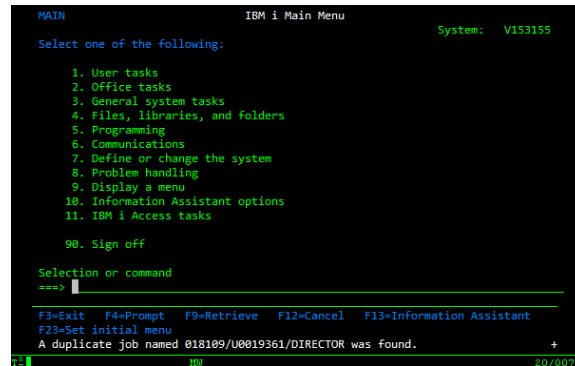 MAIN IBM i Main Menu
System: V153155
Select one of the following:
1. User tasks
2. Office tasks
3. General system tasks
4. Files, libraries, and folders
5. Programming
6. Communications
7. Define or change the system
8. Problem handling
9. Display a menu
10. Information Assistant options
11. IBM i Access tasks
90. Sign off
Selection or command
===>
F3=Exit F4=Prompt F9=Retrieve F12=Cancel F13=Information Assistant
F23=Set initial menu
A duplicate job named 018109/U0019361/DIRECTOR was found. +
MW 20/007